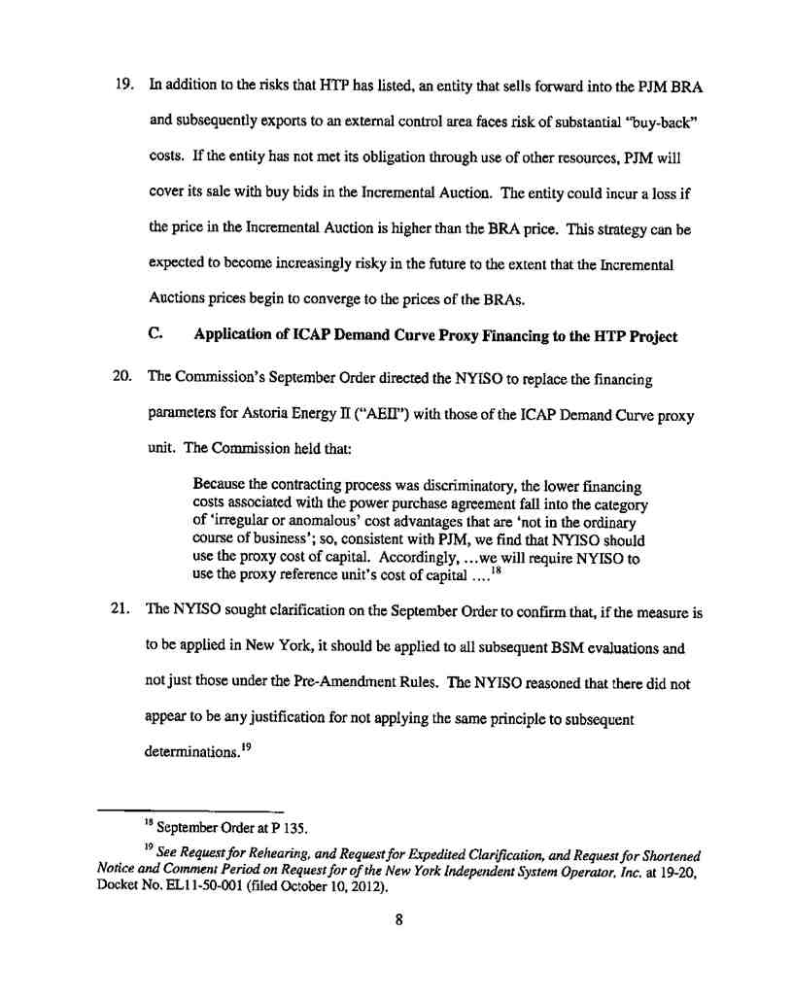 19. In addition to the risks that HTP has listed, an entity that sells forward into the PJM BRA
and subsequently exports to an external control area faces risk of substantial “buy-back”
costs. If the entity has not met its obligation through use of other resources, PJM will
cover its sale with buy bids in the Incremental Auction. The entity could incur a loss if
the price in the Incremental Auction is higher than the BRA price. This strategy can be
expected to become increasingly risky in the future to the extent that the Incremental
Auctions prices begin to converge to the prices of the BRAs.
C. Application of ICAP Demand Curve Proxy Financing to the HTP Project
20. The Commission’s September Order directed the NYISO to replace the financing
parameters for Astoria Energy II (“AEII”) with those of the ICAP Demand Curve proxy
unit. The Commission held that:
Because the contracting process was discriminatory, the lower financing
costs associated with the power purchase agreement fall into the category
of ‘irregular or anomalous’ cost advantages that are ‘not in the ordinary
course of business’; so, consistent with PJM, we find that NYISO should
use the proxy cost of capital. Accordingly, …we will require NYISO to
use the proxy reference unit’s cost of capital ….18
21. The NYISO sought clarification on the September Order to confirm that, if the measure is
to be applied in New York, it should be applied to all subsequent BSM evaluations and
not just those under the Pre-Amendment Rules. The NYISO reasoned that there did not
appear to be any justification for not applying the same principle to subsequent
determinations.19
18 September Order at P 135.
19 See Request for Rehearing, and Request for Expedited Clarification, and Request for Shortened
Notice and Comment Period on Request for of the New York Independent System Operator, Inc. at 19-20,
Docket No. EL11-50-001 (filed October 10, 2012).
8